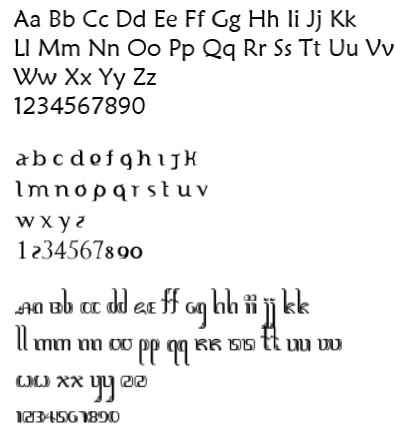 Aa Bb Cc Dd Ee Ff Gg Hh Ii Jj Kk
Ll Mm Nn Oo Pp Qq Rr Ss Tt Uu Vv
Ww Xx Yy Zz
1234567890
a b c d e f g h i j k
l m n o p q r s t u v
w x y z
1234567890
Aa Bb Cc Dd Ee Ff Gg Hh Ii Jj Kk
Ll Mm Nn Oo Pp Qq Rr Ss Tt Uu Vv
Ww Xx Yy Zz
1234567890